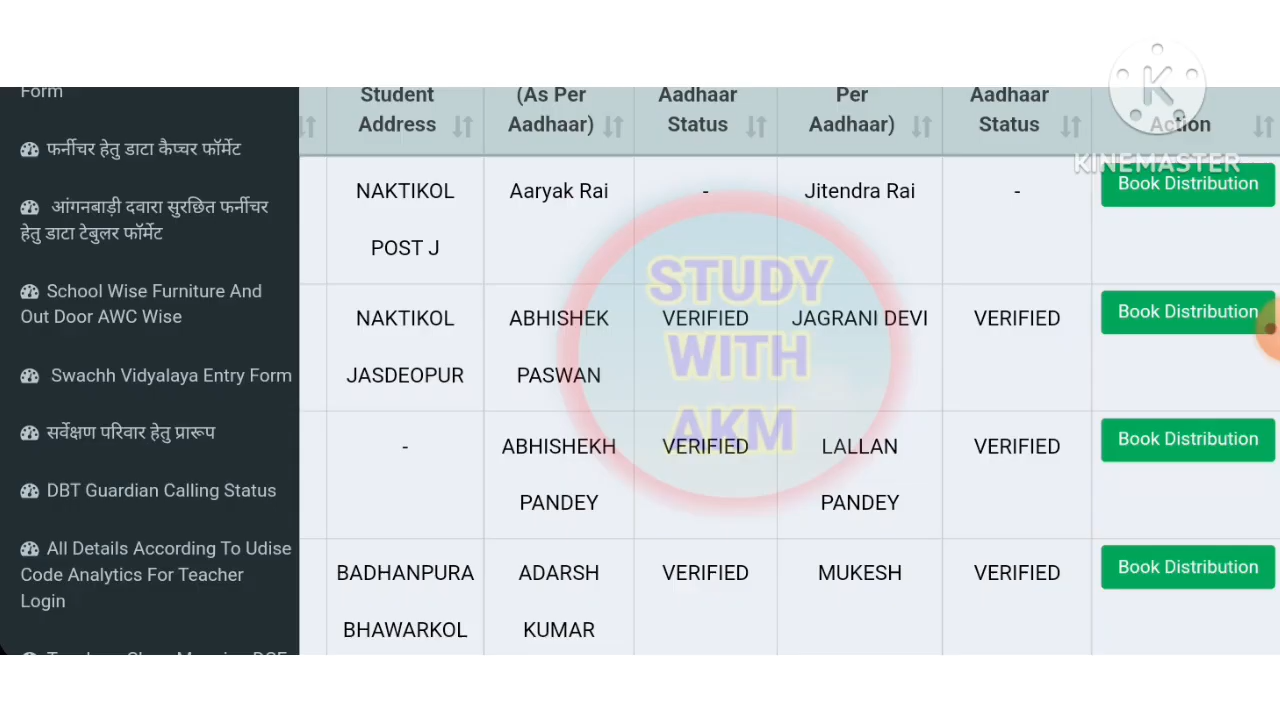 Form
फर्नीचर हेतु डाटा कैप्चर फॉर्मेट
आंगनबाड़ी दवारा सुरछित फर्नीचर
हेतु डाटा टेबुलर फॉर्मेट
School Wise Furniture And
Out Door AWC Wise
Swachh Vidyalaya Entry Form
सर्वेक्षण परिवार हेतु प्रारूप
DBT Guardian Calling Status
All Details According To Udise
Code Analytics For Teacher
Login
Student (As Per Aadhaar Per Aadhaar
Address Aadhaar) Status Aadhaar) Status Action
NAKTIKOL Aaryak Rai - Jitendra Rai - Book Distribution
POST J
NAKTIKOL ABHISHEK VERIFIED JAGRANI DEVI VERIFIED Book Distribution
JASDEOPUR PASWAN
- ABHISHEKH VERIFIED LALLAN VERIFIED Book Distribution
PANDEY PANDEY
BADHANPURA ADARSH VERIFIED MUKESH VERIFIED Book Distribution
BHAWARKOL KUMAR
STUDY
WITH
AKM
K
KINEMASTER